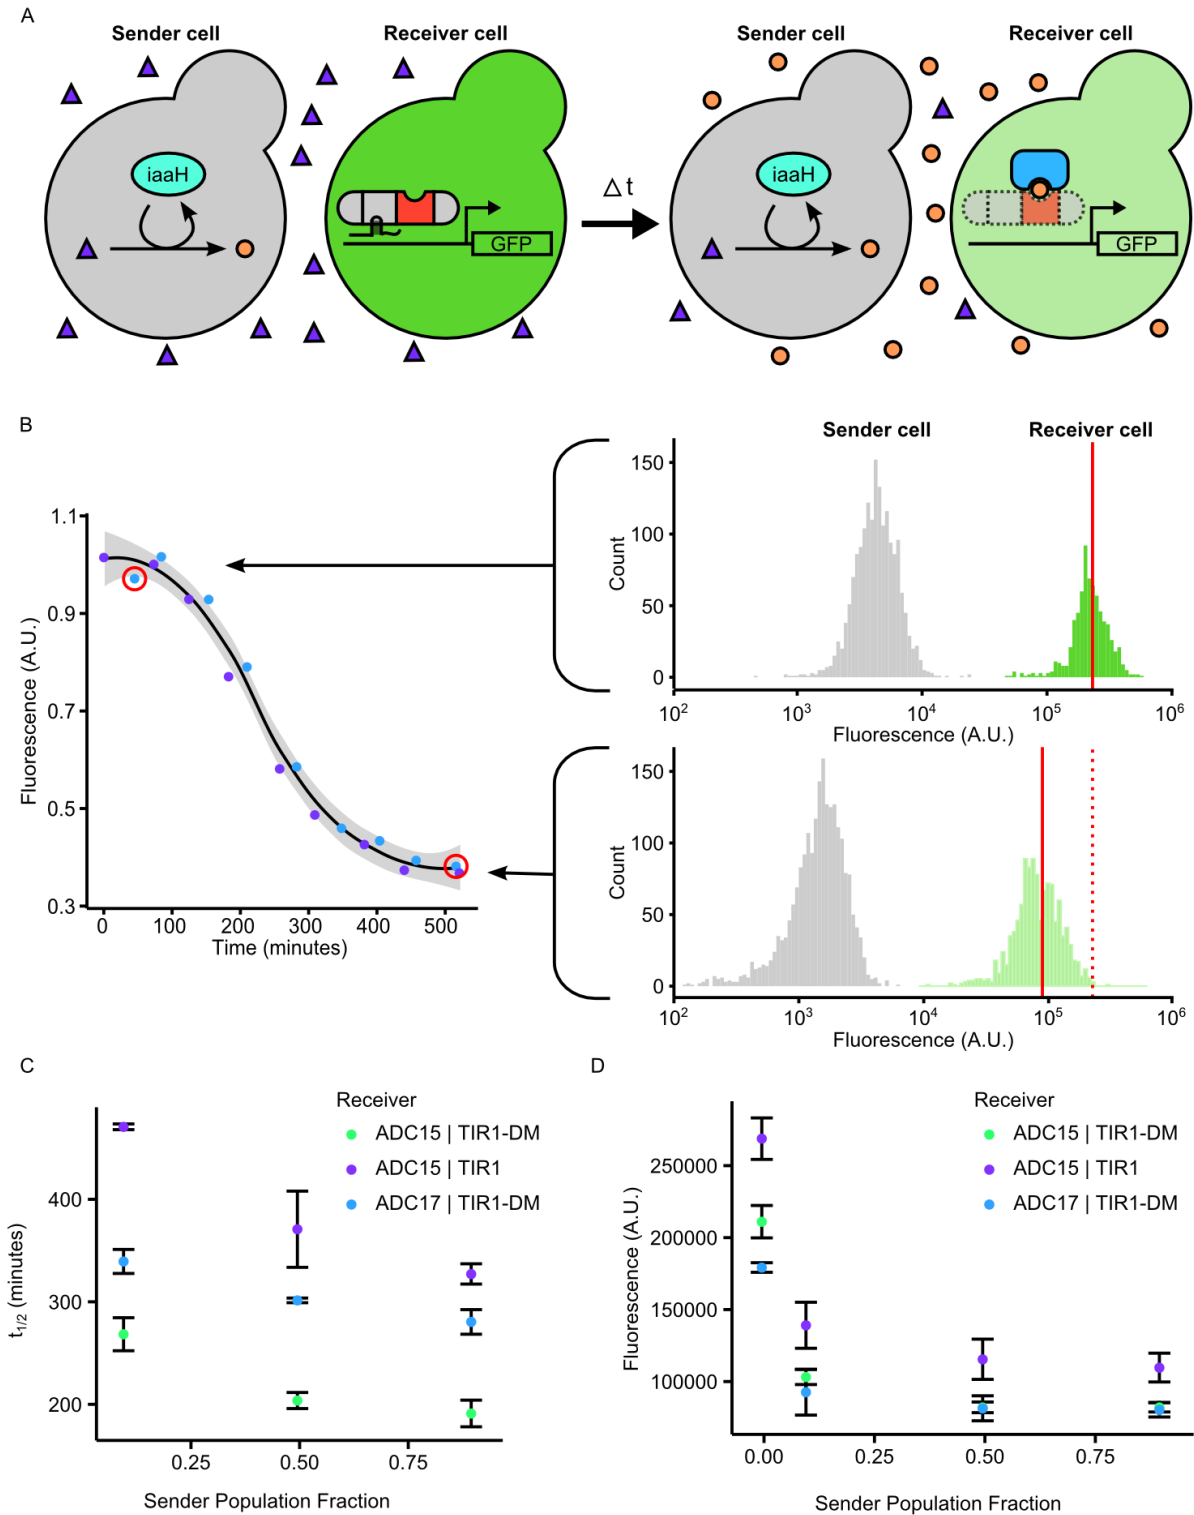 A
Sender cell
Receiver cell
Sender cell
Receiver cell
iaaH
GFP
Δt
iaaH
GFP
B
1.1
0.9
0.7
0.5
0.3
Fluorescence (A.U.)
0 100 200 300 400 500
Time (minutes)
Sender cell
Receiver cell
150
100
50
0
Count
10² 10³ 10⁴ 10⁵ 10⁶
Fluorescence (A.U.)
150
100
50
0
Count
10² 10³ 10⁴ 10⁵ 10⁶
Fluorescence (A.U.)
C
Receiver
ADC15 | TIR1-DM
ADC15 | TIR1
ADC17 | TIR1-DM
400
300
200
t1/2 (minutes)
0.25 0.50 0.75
Sender Population Fraction
D
Receiver
ADC15 | TIR1-DM
ADC15 | TIR1
ADC17 | TIR1-DM
250000
200000
150000
100000
Fluorescence (A.U.)
0.00 0.25 0.50 0.75
Sender Population Fraction